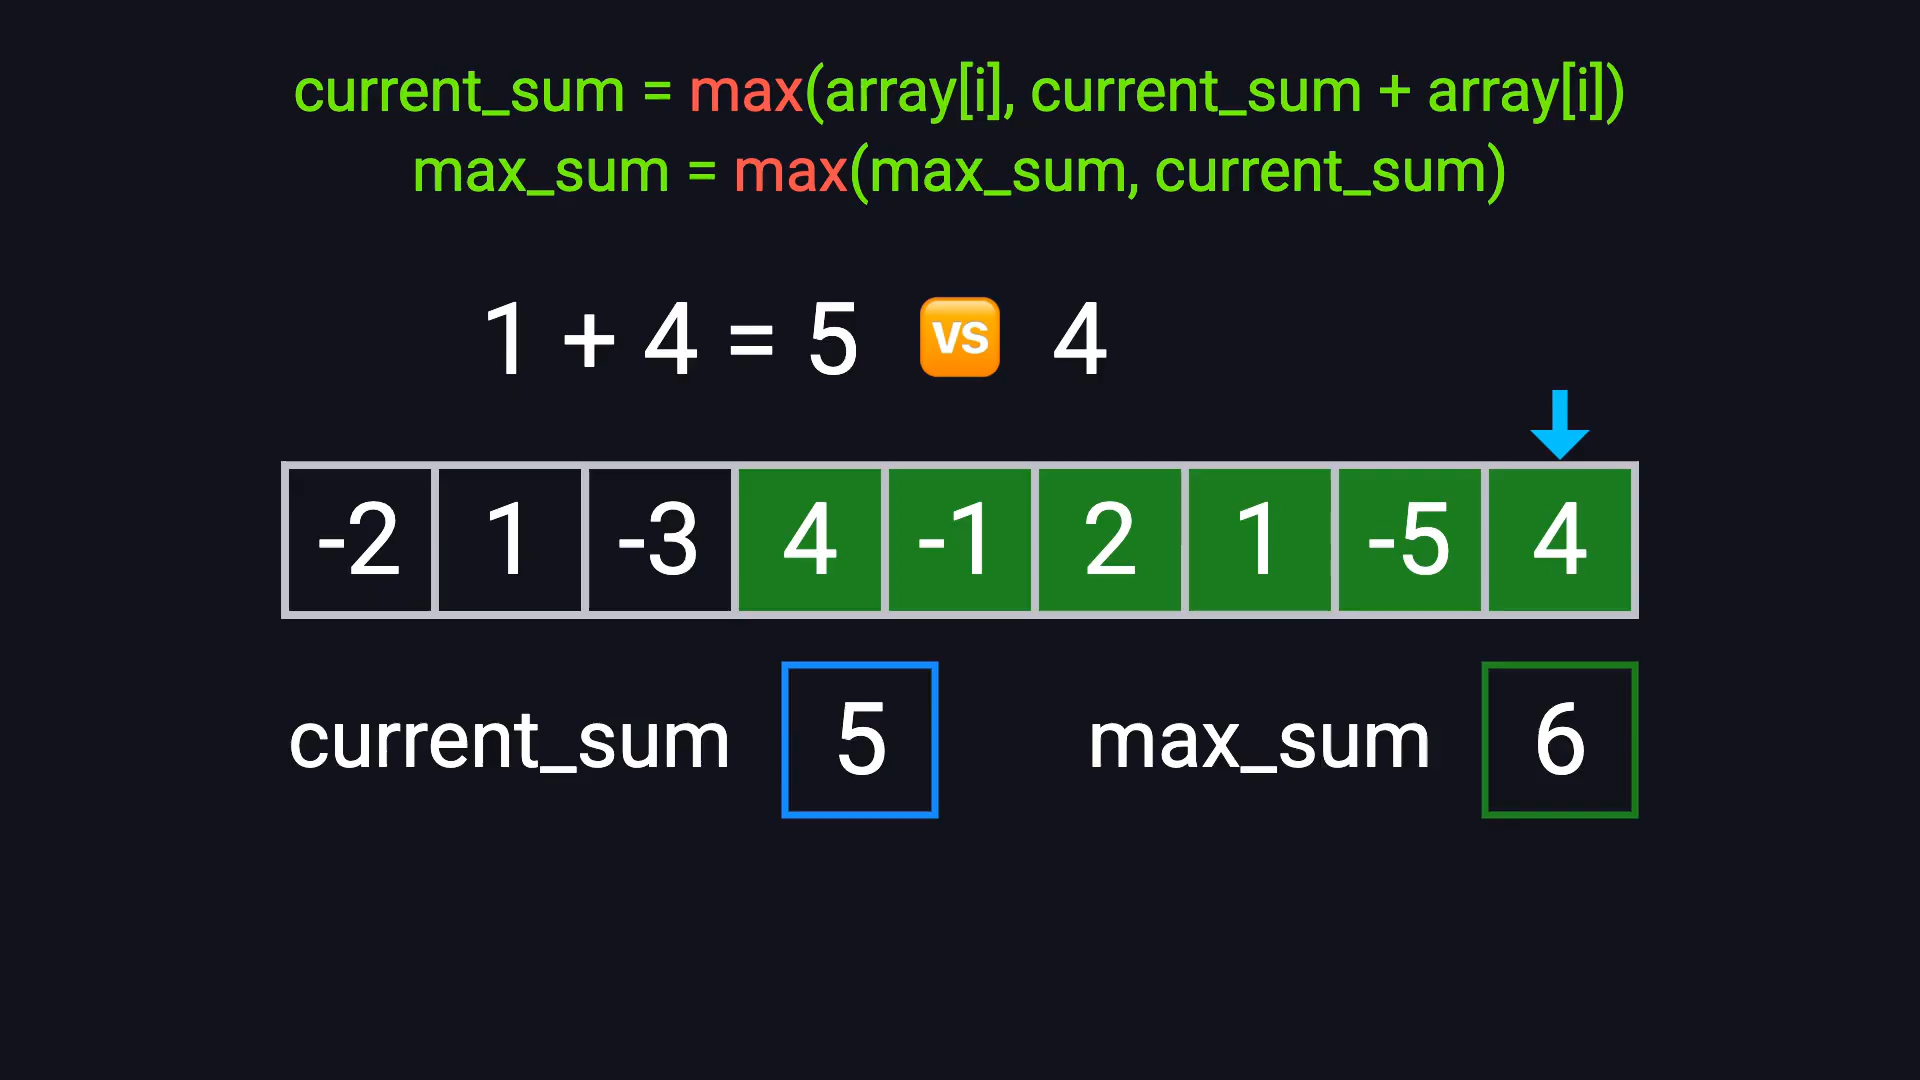 current_sum = max(array[i], current_sum + array[i])
max_sum = max(max_sum, current_sum)
1 + 4 = 5 🆚 4
-2 1 -3 4 -1 2 1 -5 4
current_sum 5 max_sum 6